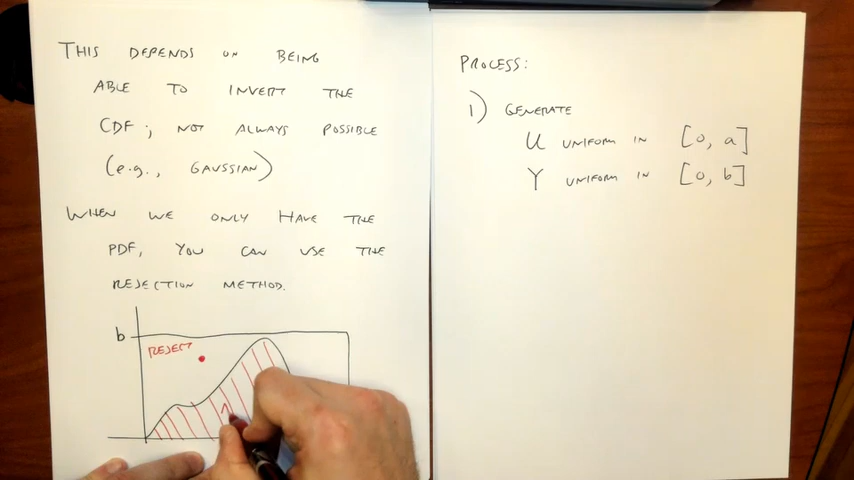 THIS DEPENDS ON BEING
ABLE TO INVERT THE
CDF; NOT ALWAYS POSSIBLE
(e.g., GAUSSIAN)
WHEN WE ONLY HAVE THE
PDF, YOU CAN USE THE
REJECTION METHOD.
b
REJECT
PROCESS:
1) GENERATE
U UNIFORM IN [0, a]
Y UNIFORM IN [0, b]